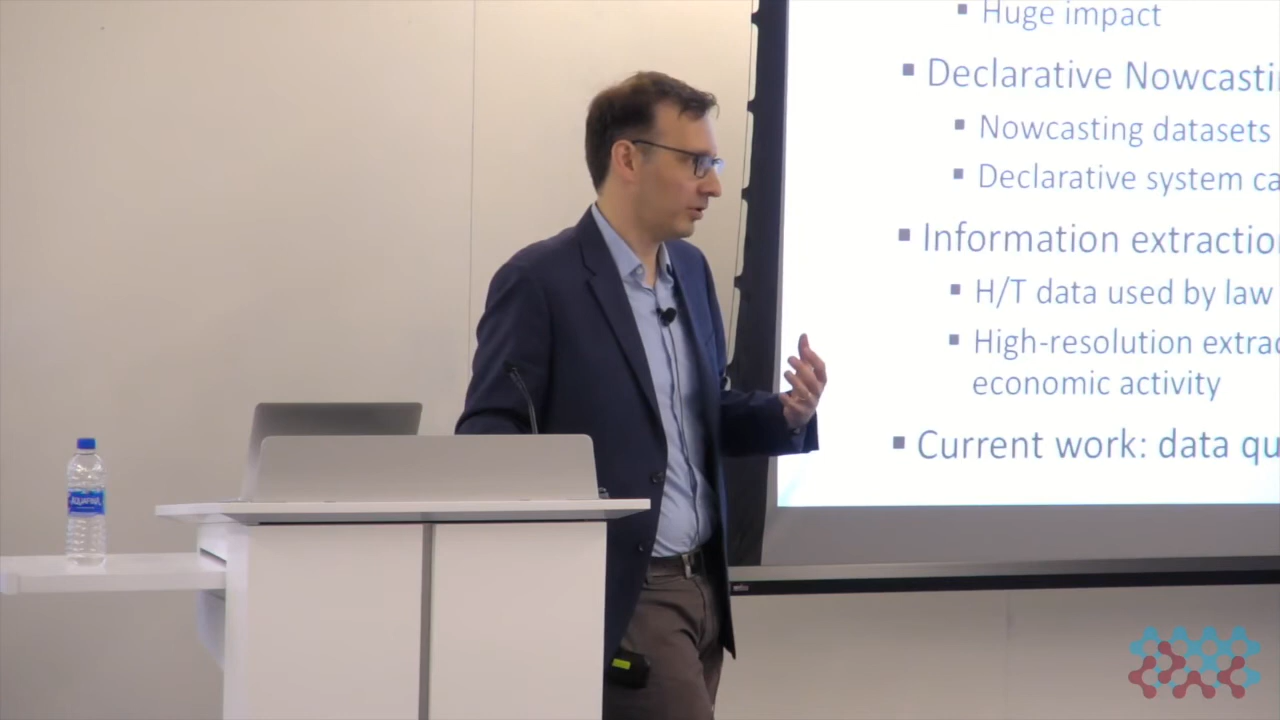 Huge impact
Declarative Nowcasti
Nowcasting datasets
Declarative system ca
Information extractio
H/T data used by law
High-resolution extrac
economic activity
Current work: data qu
AQUAFINA